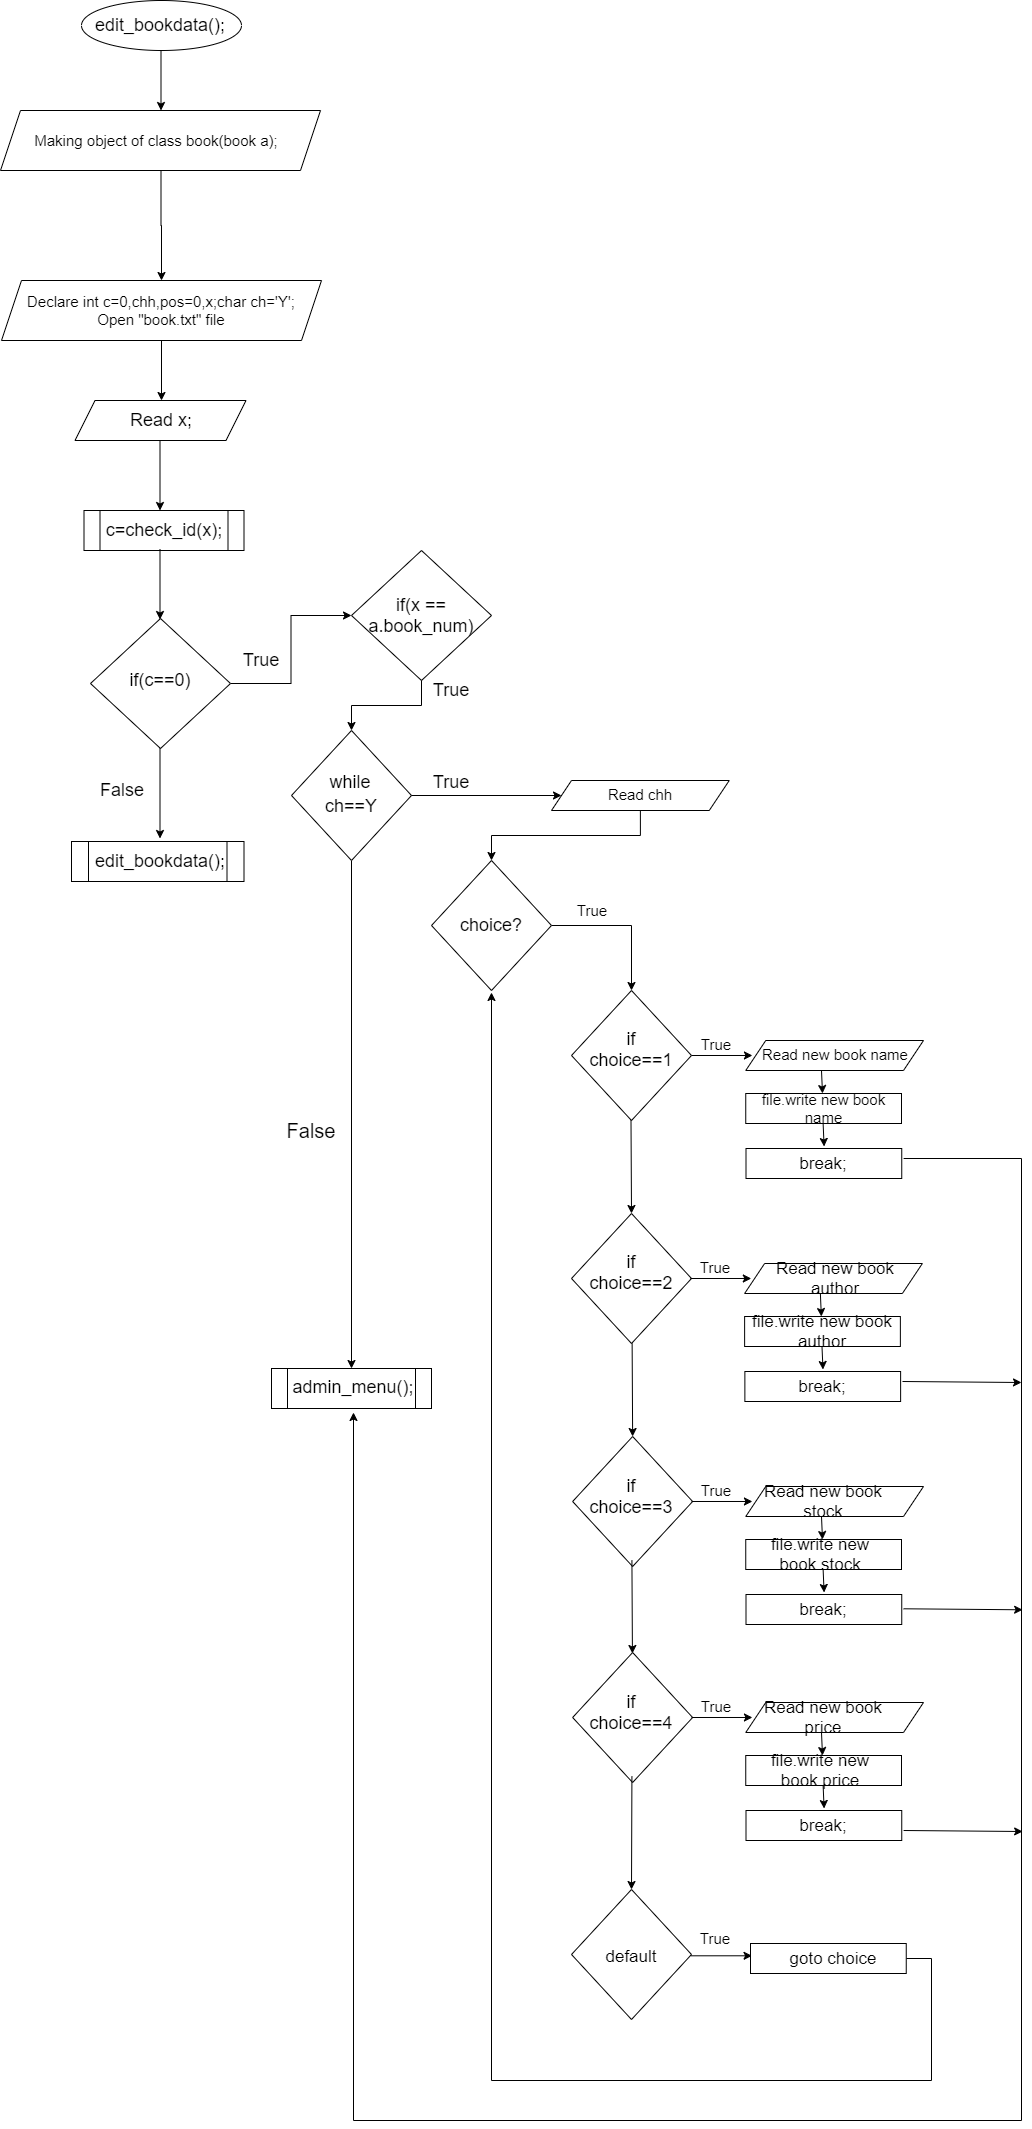 edit_bookdata();
Making object of class book(book a);
Declare int c=0,chh,pos=0,x;char ch='Y';
Open "book.txt" file
Read x;
c=check_id(x);
if(x ==
a.book_num)
True
if(c==0)
True
False
edit_bookdata();
while
ch==Y
True
Read chh
choice?
True
if
choice==1
True
Read new book name
file.write new book
name
break;
False
if
choice==2
True
Read new book
author
file.write new book
author
break;
admin_menu();
if
choice==3
True
Read new book
stock
file.write new
book stock
break;
if
choice==4
True
Read new book
price
file.write new
book price
break;
default
True
goto choice